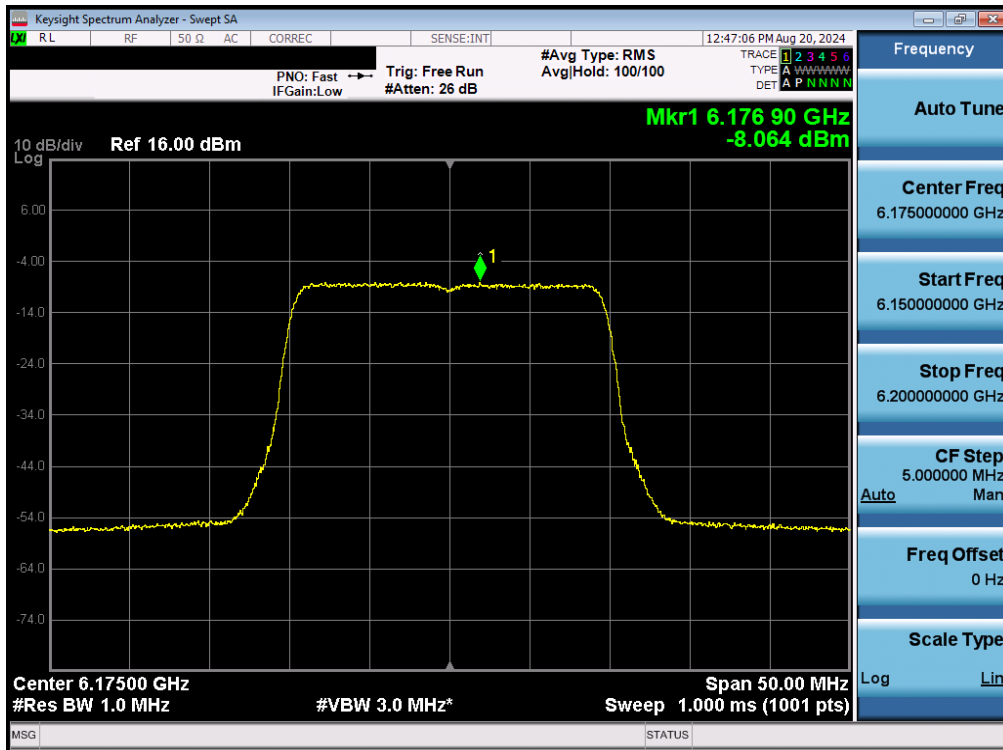 Keysight Spectrum Analyzer - Swept SA
LXI RL RF 50 Ω AC CORREC SENSE:INT 12:47:06 PM Aug 20, 2024
PNO: Fast
IFGain:Low
Trig: Free Run
#Atten: 26 dB
#Avg Type: RMS
Avg|Hold: 100/100
TRACE 1 2 3 4 5 6
TYPE A WWWWW
DET A P N N N N
Mkr1 6.176 90 GHz
-8.064 dBm
10 dB/div Ref 16.00 dBm
Log
1
6.00
-4.00
-14.0
-24.0
-34.0
-44.0
-54.0
-64.0
-74.0
Center 6.17500 GHz Span 50.00 MHz
#Res BW 1.0 MHz #VBW 3.0 MHz* Sweep 1.000 ms (1001 pts)
MSG STATUS
Frequency
Auto Tune
Center Freq
6.175000000 GHz
Start Freq
6.150000000 GHz
Stop Freq
6.200000000 GHz
CF Step
5.000000 MHz
Auto Man
Freq Offset
0 Hz
Scale Type
Log Lin